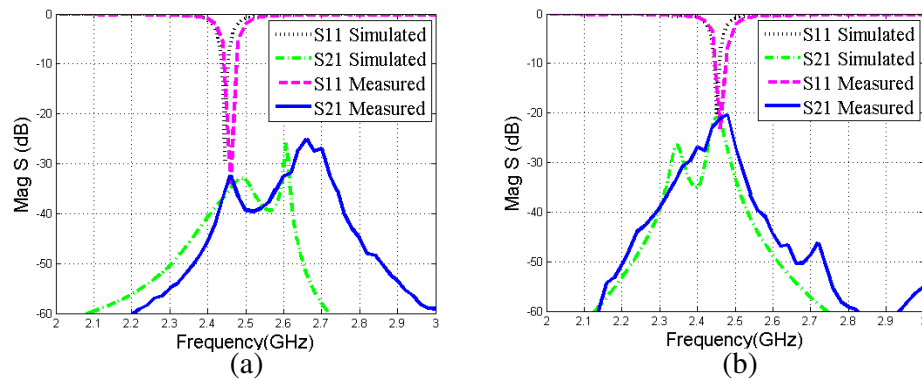 S11 Simulated
S21 Simulated
S11 Measured
S21 Measured
Mag S (dB)
0
-10
-20
-30
-40
-50
-60
2
2.1
2.2
2.3
2.4
2.5
2.6
2.7
2.8
2.9
3
Frequency(GHz)
(a)
S11 Simulated
S21 Simulated
S11 Measured
S21 Measured
Mag S (dB)
0
-10
-20
-30
-40
-50
-60
2
2.1
2.2
2.3
2.4
2.5
2.6
2.7
2.8
2.9
Frequency(GHz)
(b)